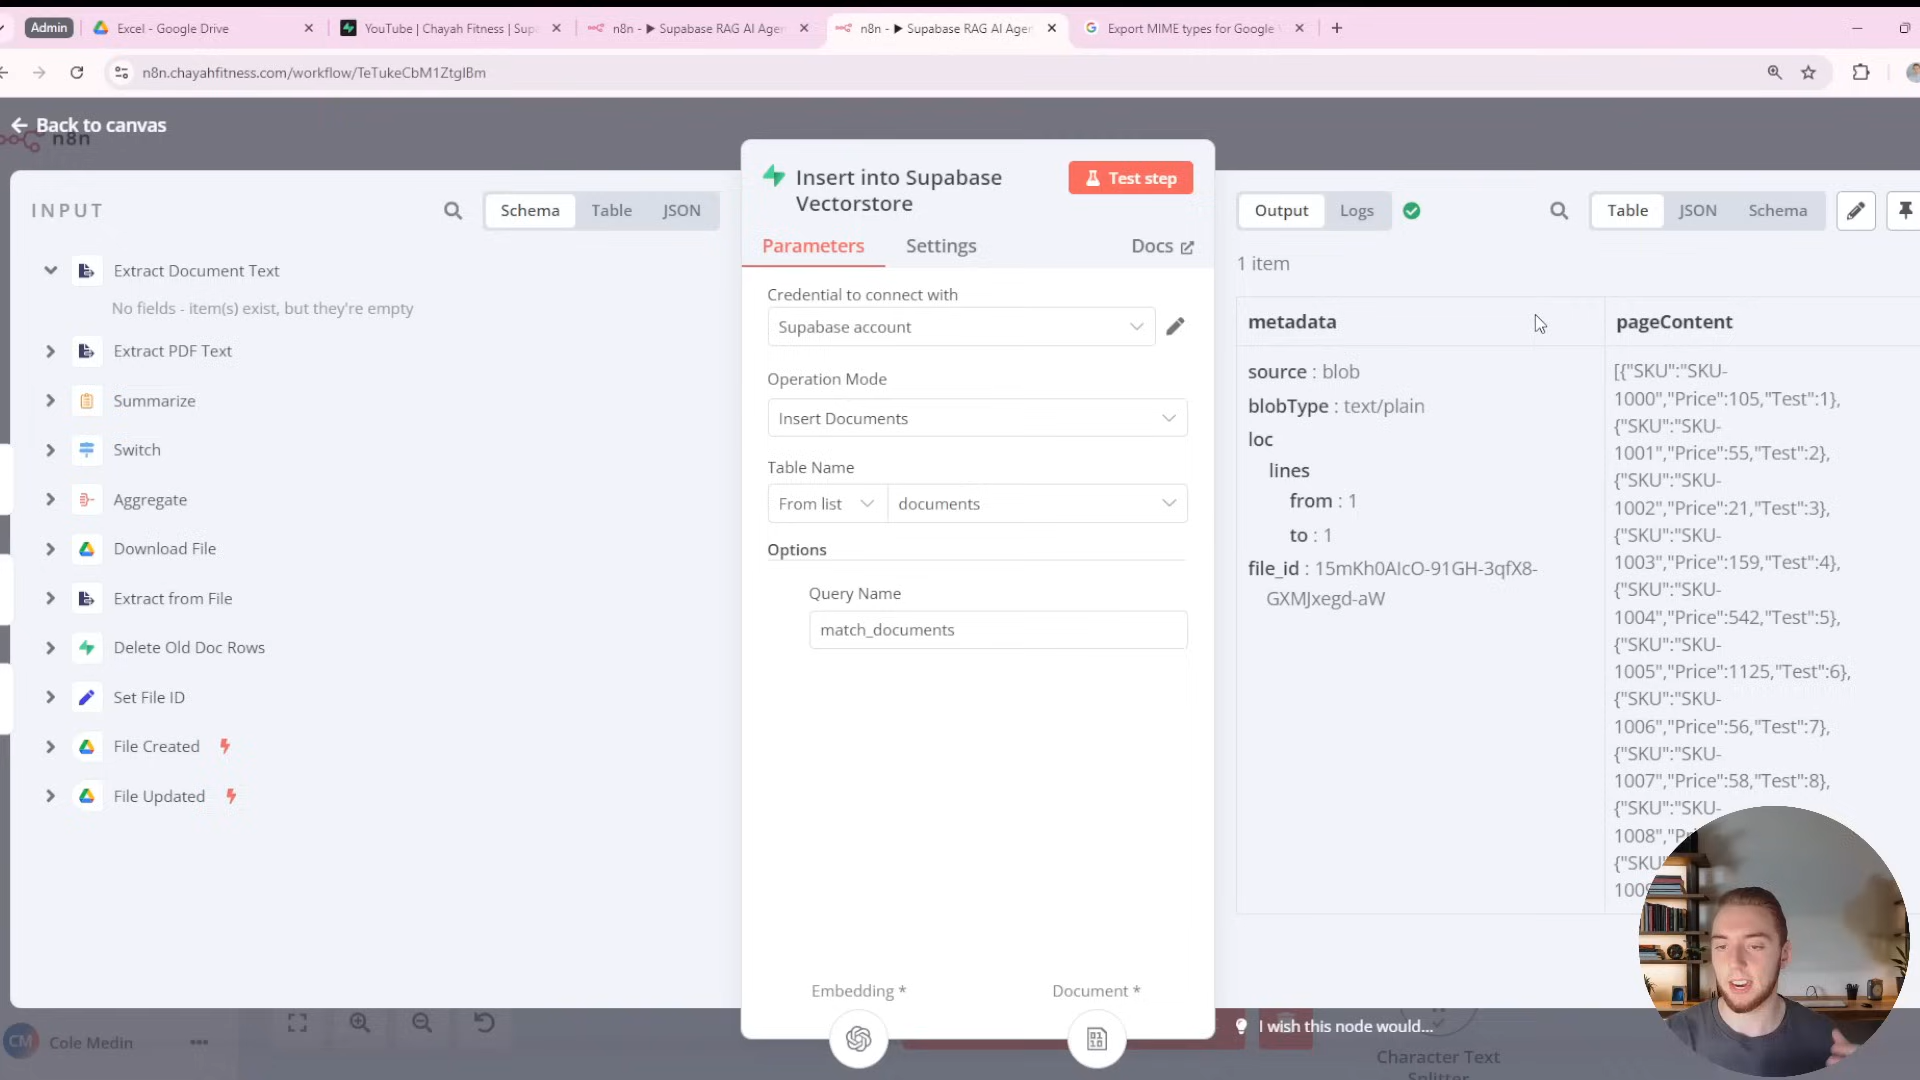 Admin
Excel - Google Drive
YouTube | Chayah Fitness | Supa
n8n - ▶ Supabase RAG AI Agen
n8n - ▶ Supabase RAG AI Agen
Export MIME types for Google
n8n.chayahfitness.com/workflow/TeTukeCbM1ZtgIBm
Back to canvas
n8n
INPUT
Schema
Table
JSON
Extract Document Text
No fields - item(s) exist, but they're empty
Extract PDF Text
Summarize
Switch
Aggregate
Download File
Extract from File
Delete Old Doc Rows
Set File ID
File Created
File Updated
Insert into Supabase
Vectorstore
Test step
Parameters
Settings
Docs
Credential to connect with
Supabase account
Operation Mode
Insert Documents
Table Name
From list
documents
Options
Query Name
match_documents
Embedding *
Document *
Output
Logs
Table
JSON
Schema
1 item
metadata
pageContent
source : blob
blobType : text/plain
loc
lines
from : 1
to : 1
file_id : 15mKh0AIcO-91GH-3qfX8-
GXMJxegd-aW
[{"SKU":"SKU-
1000","Price":105,"Test":1},
{"SKU":"SKU-
1001","Price":55,"Test":2},
{"SKU":"SKU-
1002","Price":21,"Test":3},
{"SKU":"SKU-
1003","Price":159,"Test":4},
{"SKU":"SKU-
1004","Price":542,"Test":5},
{"SKU":"SKU-
1005","Price":1125,"Test":6},
{"SKU":"SKU-
1006","Price":56,"Test":7},
{"SKU":"SKU-
1007","Price":58,"Test":8},
{"SKU":"SKU-
1008","Pr
{"SKU
1009
I wish this node would...
CM
Cole Medin
Character Text
Splitter